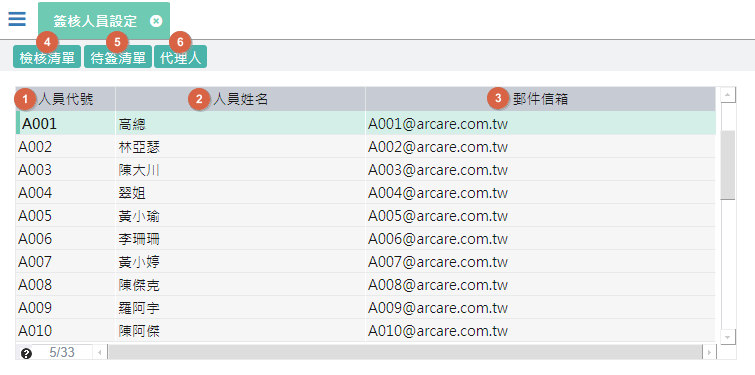 簽核人員設定
4 5 6
檢核清單 待簽清單 代理人
1 人員代號 2 人員姓名 3 郵件信箱
A001 高總 A001@arcare.com.tw
A002 林亞瑟 A002@arcare.com.tw
A003 陳大川 A003@arcare.com.tw
A004 翠姐 A004@arcare.com.tw
A005 黃小瑜 A005@arcare.com.tw
A006 李珊珊 A006@arcare.com.tw
A007 黃小婷 A007@arcare.com.tw
A008 陳傑克 A008@arcare.com.tw
A009 羅阿宇 A009@arcare.com.tw
A010 陳阿傑 A010@arcare.com.tw
? 5/33